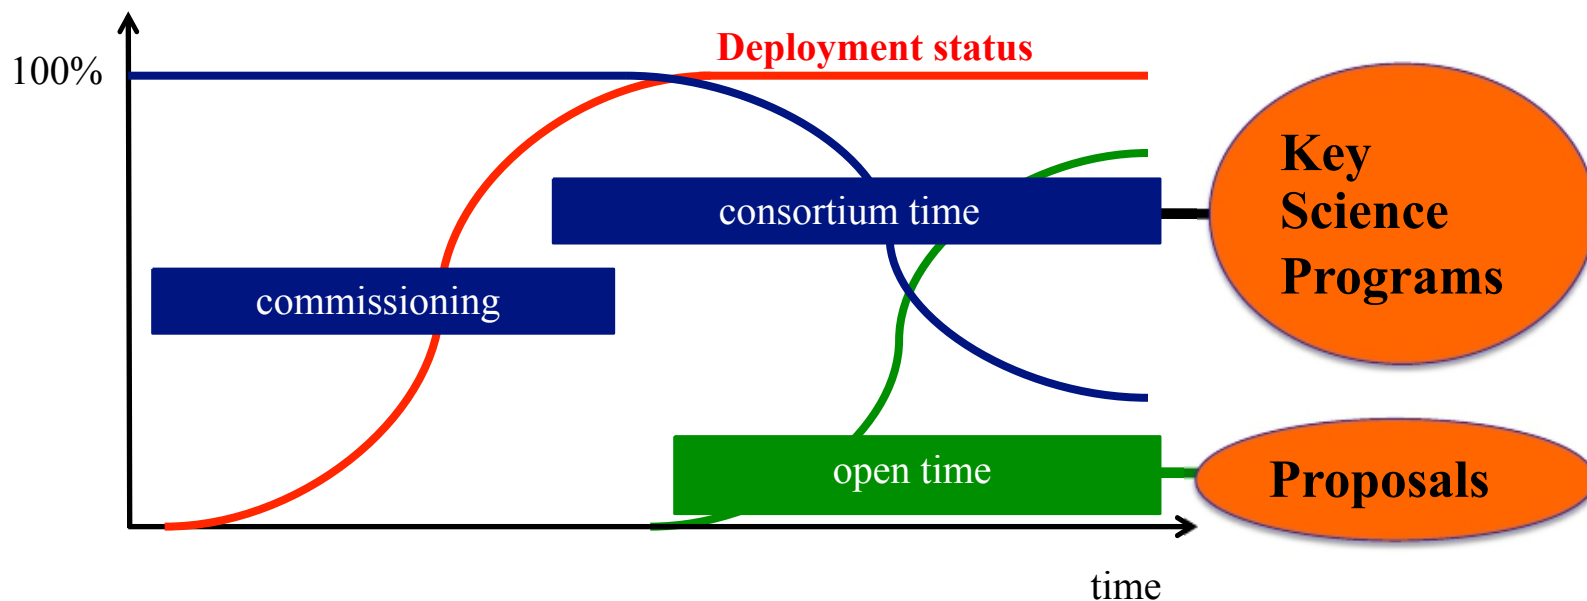 Deployment status
100%
Key
Science
Programs
consortium time
commissioning
open time
Proposals
time